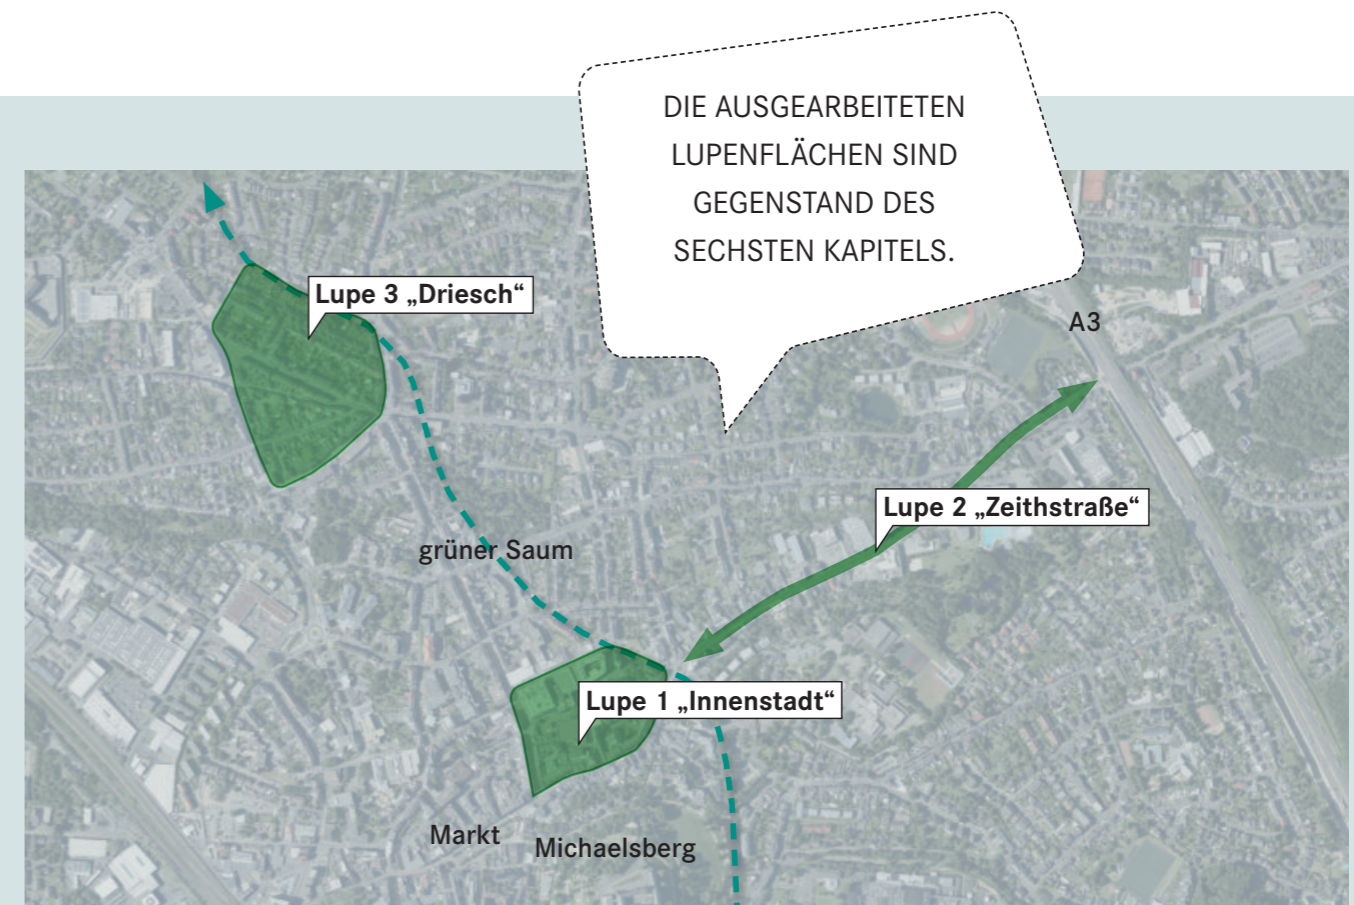 DIE AUSGEARBEITETEN
LUPENFLÄCHEN SIND
GEGENSTAND DES
SECHSTEN KAPITELS.
Lupe 3 „Driesch“
A3
Lupe 2 „Zeithstraße“
grüner Saum
Lupe 1 „Innenstadt“
Markt
Michaelsberg